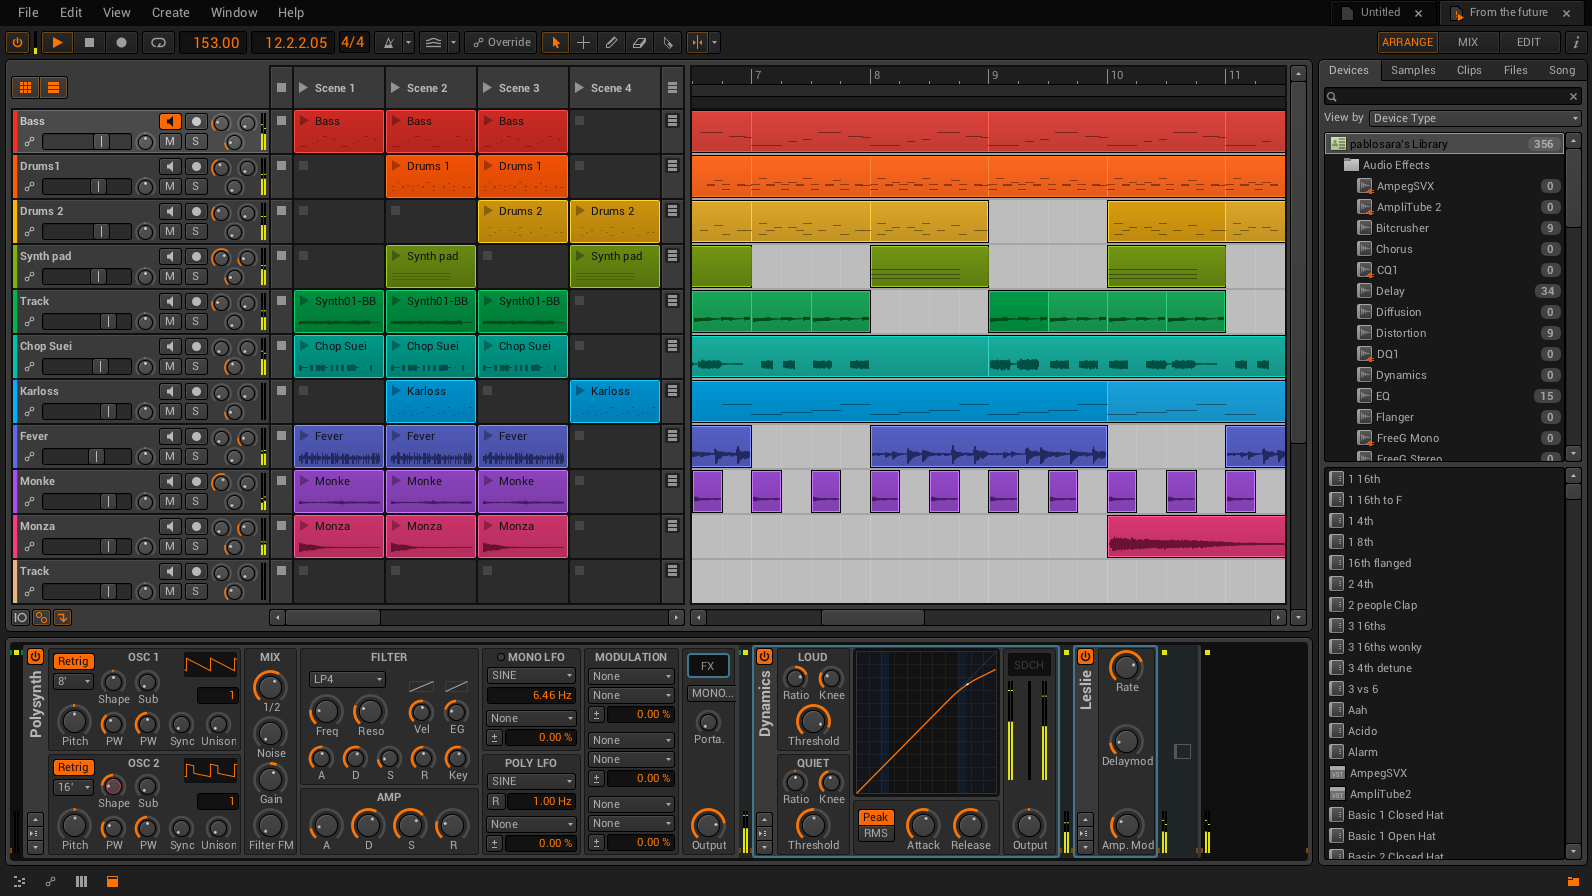 File Edit View Create Window Help
Untitled
From the future
153.00 12.2.2.05 4/4 Override
ARRANGE MIX EDIT i
Scene 1 Scene 2 Scene 3 Scene 4
7 8 9 10 11
Bass
M S
Bass Bass Bass
Drums1
M S
Drums 1 Drums 1
Drums 2
M S
Drums 2 Drums 2
Synth pad
M S
Synth pad Synth pad
Track
M S
Synth01-BB Synth01-BB Synth01-BB
Chop Suei
M S
Chop Suei Chop Suei Chop Suei
Karloss
M S
Karloss Karloss
Fever
M S
Fever Fever Fever
Monke
M S
Monke Monke Monke
Monza
M S
Monza Monza Monza
Track
M S
Devices Samples Clips Files Song
View by Device Type
pablosara's Library 356
Audio Effects
AmpegSVX 0
AmpliTube 2 0
Bitcrusher 9
Chorus 0
CQ1 0
Delay 34
Diffusion 0
Distortion 9
DQ1 0
Dynamics 0
EQ 15
Flanger 0
FreeG Mono 0
FreeG Stereo
1 16th
1 16th to F
1 4th
1 8th
16th flanged
2 4th
2 people Clap
3 16ths
3 16ths wonky
3 4th detune
3 vs 6
Aah
Acido
Alarm
AmpegSVX
AmpliTube2
Basic 1 Closed Hat
Basic 1 Open Hat
Basic 2 Closed Hat
Polysynth
Retrig OSC 1
8' Shape Sub 1
Pitch PW PW Sync Unison
Retrig OSC 2
16' Shape Sub 1
Pitch PW PW Sync Unison
MIX
1/2
Noise
Gain
Filter FM
FILTER
LP4
Freq Reso Vel EG
A D S R Key
AMP
A D S R
MONO LFO
SINE
6.46 Hz
None
± 0.00 %
POLY LFO
SINE
R 1.00 Hz
None
± 0.00 %
MODULATION
None
None
± 0.00 %
None
None
± 0.00 %
None
None
± 0.00 %
FX
MONO...
Porta.
Output
Dynamics
LOUD
Ratio Knee
Threshold
QUIET
Ratio Knee
Threshold
Peak
RMS
Attack Release
SDCH
Output
Leslie
Rate
Delaymod
Amp. Mod